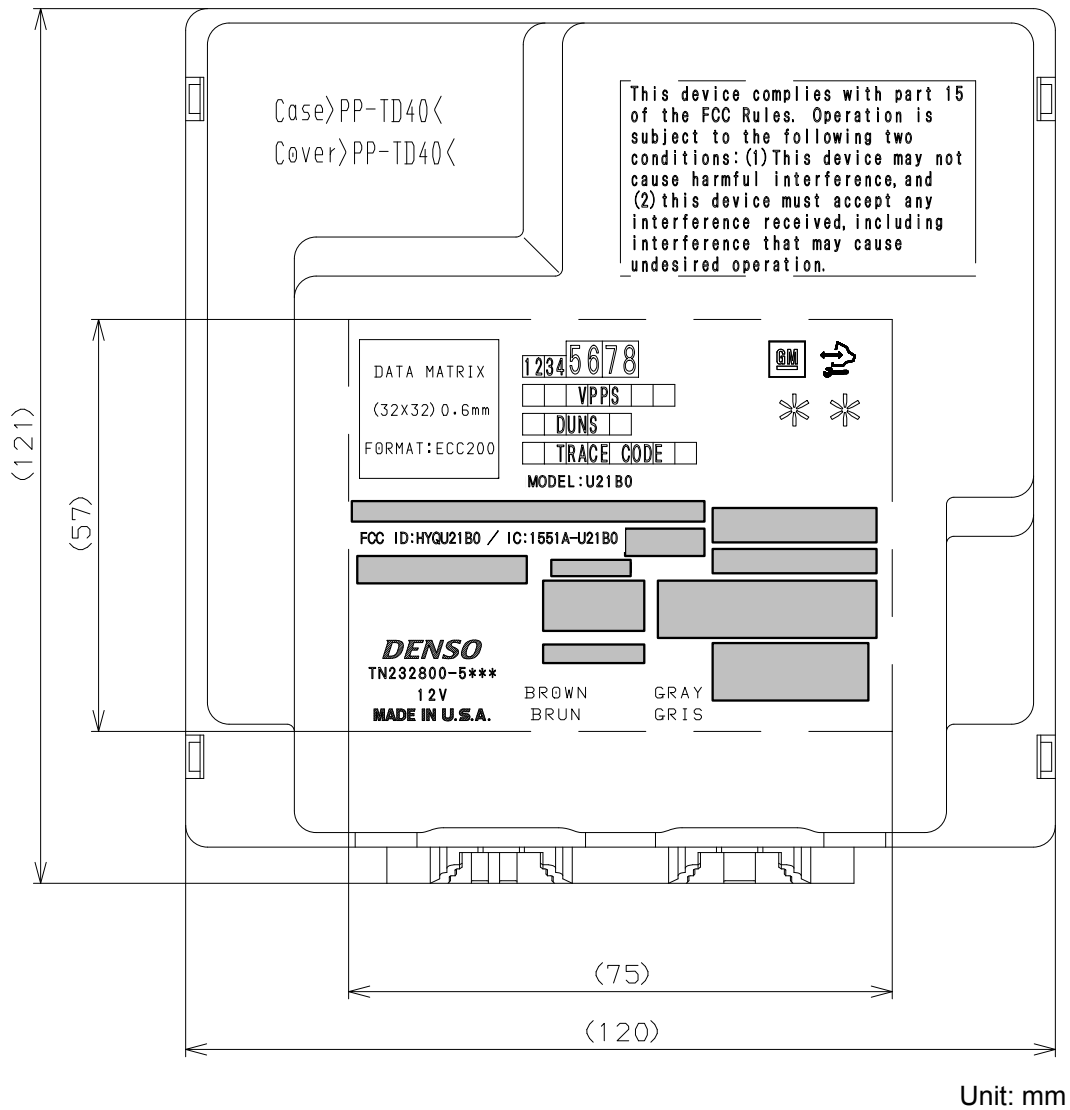 Case>PP-TD40<
Cover>PP-TD40<
This device complies with part 15
of the FCC Rules. Operation is
subject to the following two
conditions:(1)This device may not
cause harmful interference,and
(2)this device must accept any
interference received,including
interference that may cause
undesired operation.
DATA MATRIX
(32X32)0.6mm
FORMAT:ECC200
12345678
VPPS
DUNS
TRACE CODE
MODEL:U21B0
GM
** 
FCC ID:HYQU21B0 / IC:1551A-U21B0
DENSO
TN232800-5***
12V
MADE IN U.S.A.
BROWN
BRUN
GRAY
GRIS
(121)
(57)
(75)
(120)
Unit: mm